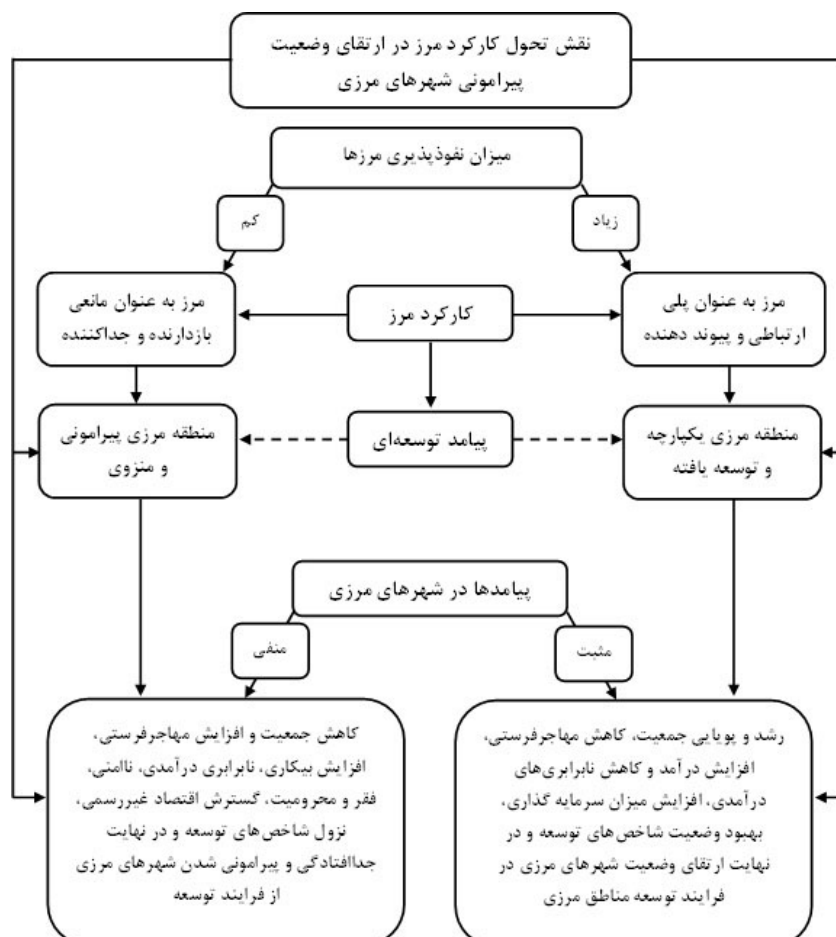 نقش تحول کارکرد مرز در ارتقای وضعیت
پیرامونی شهرهای مرزی
میزان نفوذپذیری مرزها
زیاد
کم
مرز به عنوان پلی
ارتباطی و پیوند دهنده
کارکرد مرز
مرز به عنوان مانعی
بازدارنده و جداکننده
منطقه مرزی یکپارچه
و توسعه یافته
پیامد توسعه‌ای
منطقه مرزی پیرامونی
و منزوی
پیامدها در شهرهای مرزی
مثبت
منفی
رشد و پویایی جمعیت، کاهش مهاجرفرستی،
افزایش درآمد و کاهش نابرابری‌های
درآمدی، افزایش میزان سرمایه گذاری،
بهبود وضعیت شاخص‌های توسعه و در
نهایت ارتقای وضعیت شهرهای مرزی در
فرایند توسعه مناطق مرزی
کاهش جمعیت و افزایش مهاجرفرستی،
افزایش بیکاری، نابرابری درآمدی، ناامنی،
فقر و محرومیت، گسترش اقتصاد غیررسمی،
نزول شاخص‌های توسعه و در نهایت
جداافتادگی و پیرامونی شدن شهرهای مرزی
از فرایند توسعه